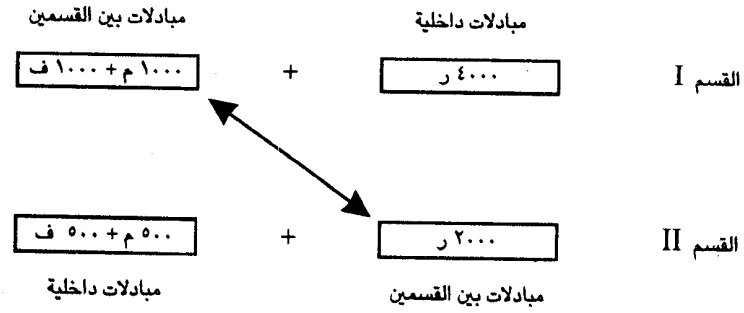 مبادلات داخلية مبادلات بين القسمين
القسم I ٤٠٠٠ ر + ١٠٠٠ م + ١٠٠٠ ف
القسم II ٢٠٠٠ ر + ٥٠٠ م + ٥٠٠ ف
مبادلات بين القسمين مبادلات داخلية